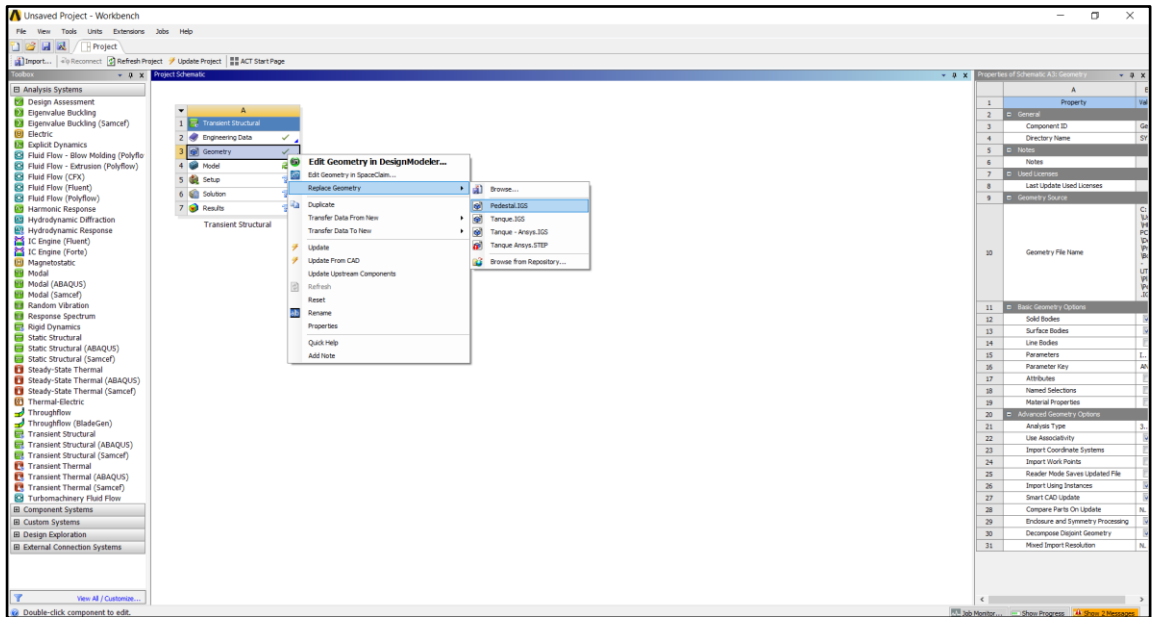 Unsaved Project - Workbench
File View Tools Units Extensions Jobs Help
Project
Import... Reconnect Refresh Project Update Project ACT Start Page
Toolbox
Analysis Systems
Design Assessment
Eigenvalue Buckling
Eigenvalue Buckling (Samcef)
Electric
Explicit Dynamics
Fluid Flow - Blow Molding (Polyflo
Fluid Flow - Extrusion (Polyflow)
Fluid Flow (CFX)
Fluid Flow (Fluent)
Fluid Flow (Polyflow)
Harmonic Response
Hydrodynamic Diffraction
Hydrodynamic Response
IC Engine (Fluent)
IC Engine (Forte)
Magnetostatic
Modal
Modal (ABAQUS)
Modal (Samcef)
Random Vibration
Response Spectrum
Rigid Dynamics
Static Structural
Static Structural (ABAQUS)
Static Structural (Samcef)
Steady-State Thermal
Steady-State Thermal (ABAQUS)
Steady-State Thermal (Samcef)
Thermal-Electric
Throughflow
Throughflow (BladeGen)
Transient Structural
Transient Structural (ABAQUS)
Transient Structural (Samcef)
Transient Thermal
Transient Thermal (ABAQUS)
Transient Thermal (Samcef)
Turbomachinery Fluid Flow
Component Systems
Custom Systems
Design Exploration
External Connection Systems
View All / Customize...
Double-click component to edit.
Project Schematic
A
1 Transient Structural
2 Engineering Data
3 Geometry
4 Model
5 Setup
6 Solution
7 Results
Transient Structural
Edit Geometry in DesignModeler...
Edit Geometry in SpaceClaim...
Replace Geometry
Duplicate
Transfer Data From New
Transfer Data To New
Update
Update From CAD
Update Upstream Components
Refresh
Reset
Rename
Properties
Quick Help
Add Note
Browse...
Pedestal.IGS
Tanque.IGS
Tanque - Ansys.IGS
Tanque Ansys.STEP
Browse from Repository...
Properties of Schematic A3: Geometry
A
1 Property Val
2 General
3 Component ID Ge
4 Directory Name SY
5 Notes
6 Notes
7 Used Licenses
8 Last Update Used Licenses
9 Geometry Source
10 Geometry File Name
11 Basic Geometry Options
12 Solid Bodies
13 Surface Bodies
14 Line Bodies
15 Parameters I...
16 Parameter Key AN
17 Attributes
18 Named Selections
19 Material Properties
20 Advanced Geometry Options
21 Analysis Type 3...
22 Use Associativity
23 Import Coordinate Systems
24 Import Work Points
25 Reader Mode Saves Updated File
26 Import Using Instances
27 Smart CAD Update
28 Compare Parts On Update N.
29 Enclosure and Symmetry Processing
30 Decompose Disjoint Geometry
31 Mixed Import Resolution N.
Job Monitor... Show Progress Show 2 Messages